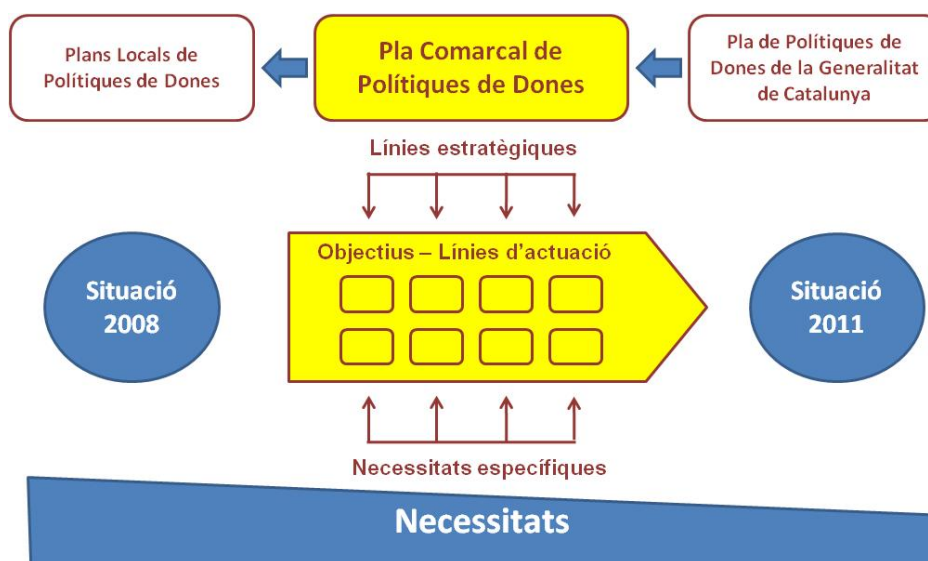 Plans Locals de
Polítiques de Dones
Pla Comarcal de
Polítiques de Dones
Pla de Polítiques de
Dones de la Generalitat
de Catalunya
Línies estratègiques
Objectius – Línies d'actuació
Situació
2008
Situació
2011
Necessitats específiques
Necessitats